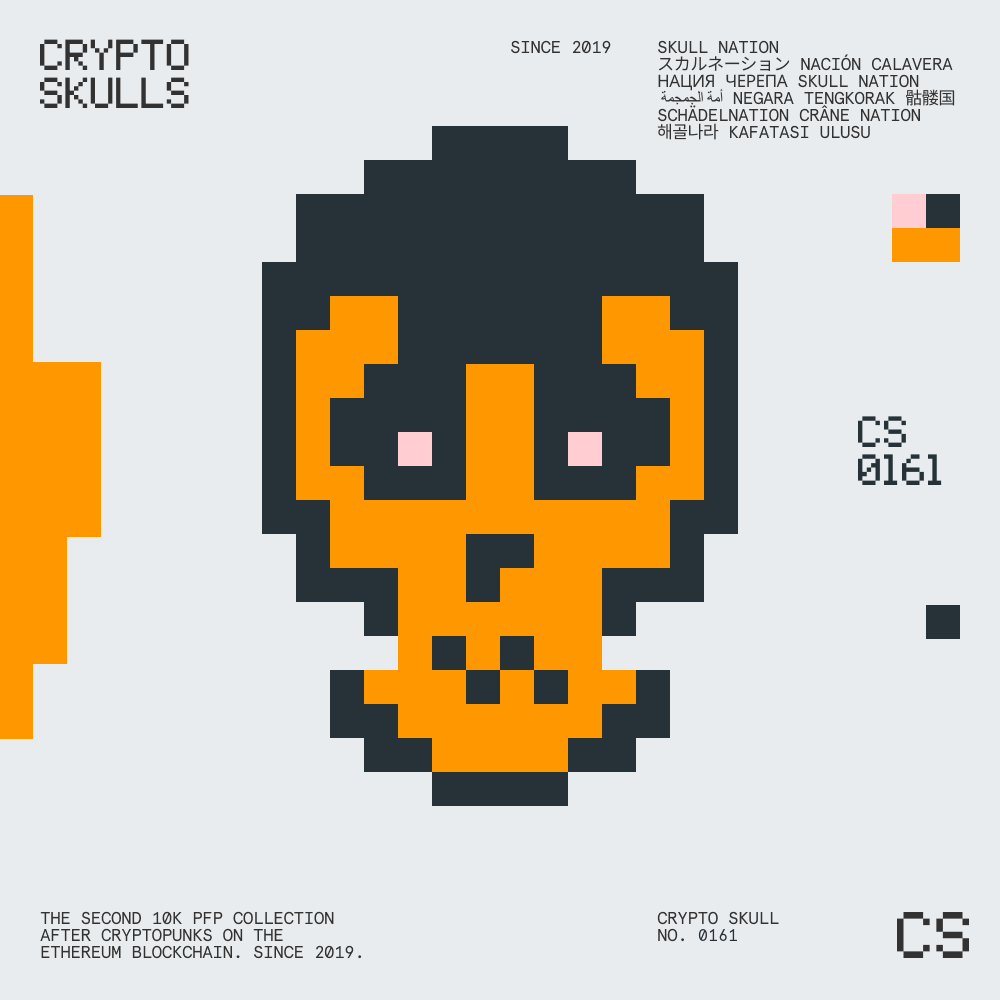 CRYPTO
SKULLS
SINCE 2019
SKULL NATION
スカルネーション NACIÓN CALAVERA
НАЦИЯ ЧЕРЕПА SKULL NATION
أمة الجمجمة NEGARA TENGKORAK 骷髅国
SCHÄDELNATION CRÂNE NATION
해골나라 KAFATASI ULUSU
CS
0161
THE SECOND 10K PFP COLLECTION
AFTER CRYPTOPUNKS ON THE
ETHEREUM BLOCKCHAIN. SINCE 2019.
CRYPTO SKULL
NO. 0161
CS